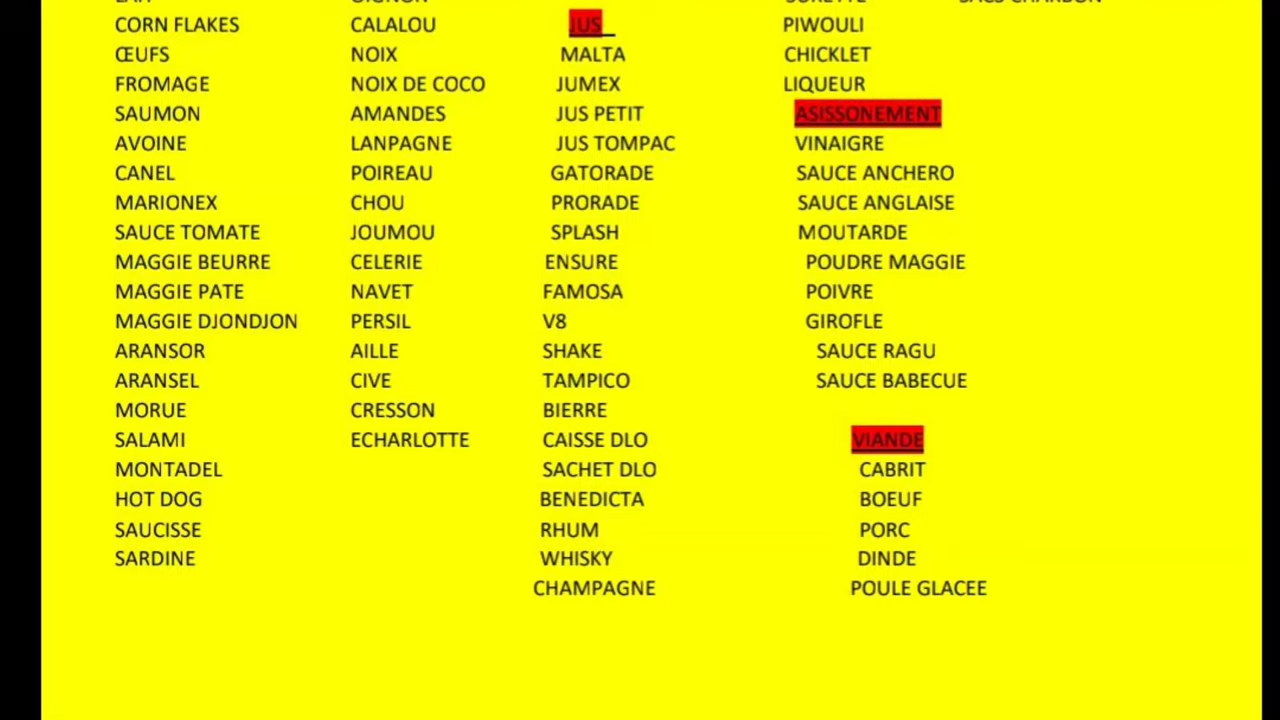 CORN FLAKES CALALOU JUS PIWOULI
ŒUFS NOIX MALTA CHICKLET
FROMAGE NOIX DE COCO JUMEX LIQUEUR
SAUMON AMANDES JUS PETIT ASISSONEMENT
AVOINE LANPAGNE JUS TOMPAC VINAIGRE
CANEL POIREAU GATORADE SAUCE ANCHERO
MARIONEX CHOU PRORADE SAUCE ANGLAISE
SAUCE TOMATE JOUMOU SPLASH MOUTARDE
MAGGIE BEURRE CELERIE ENSURE POUDRE MAGGIE
MAGGIE PATE NAVET FAMOSA POIVRE
MAGGIE DJONDJON PERSIL V8 GIROFLE
ARANSOR AILLE SHAKE SAUCE RAGU
ARANSEL CIVE TAMPICO SAUCE BABECUE
MORUE CRESSON BIERRE
SALAMI ECHARLOTTE CAISSE DLO VIANDE
MONTADEL SACHET DLO CABRIT
HOT DOG BENEDICTA BOEUF
SAUCISSE RHUM PORC
SARDINE WHISKY DINDE
CHAMPAGNE POULE GLACEE